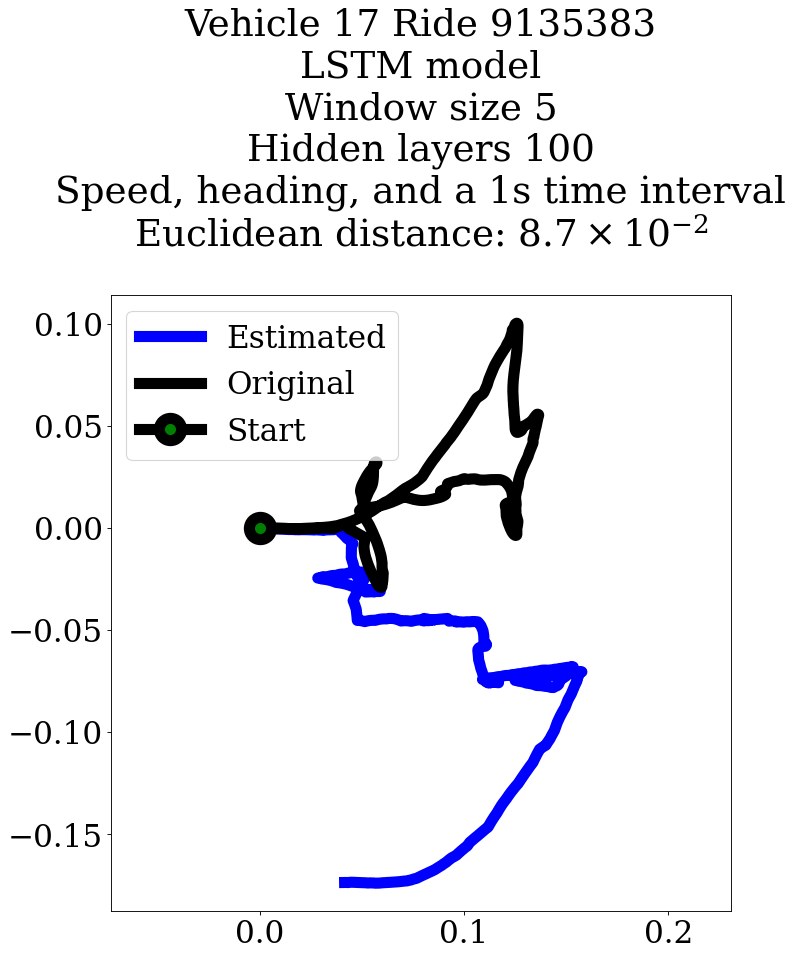 Vehicle 17 Ride 9135383
LSTM model
Window size 5
Hidden layers 100
Speed, heading, and a 1s time interval
Euclidean distance: 8.7 × 10⁻²
Estimated
Original
Start
0.10
0.05
0.00
−0.05
−0.10
−0.15
0.0 0.1 0.2